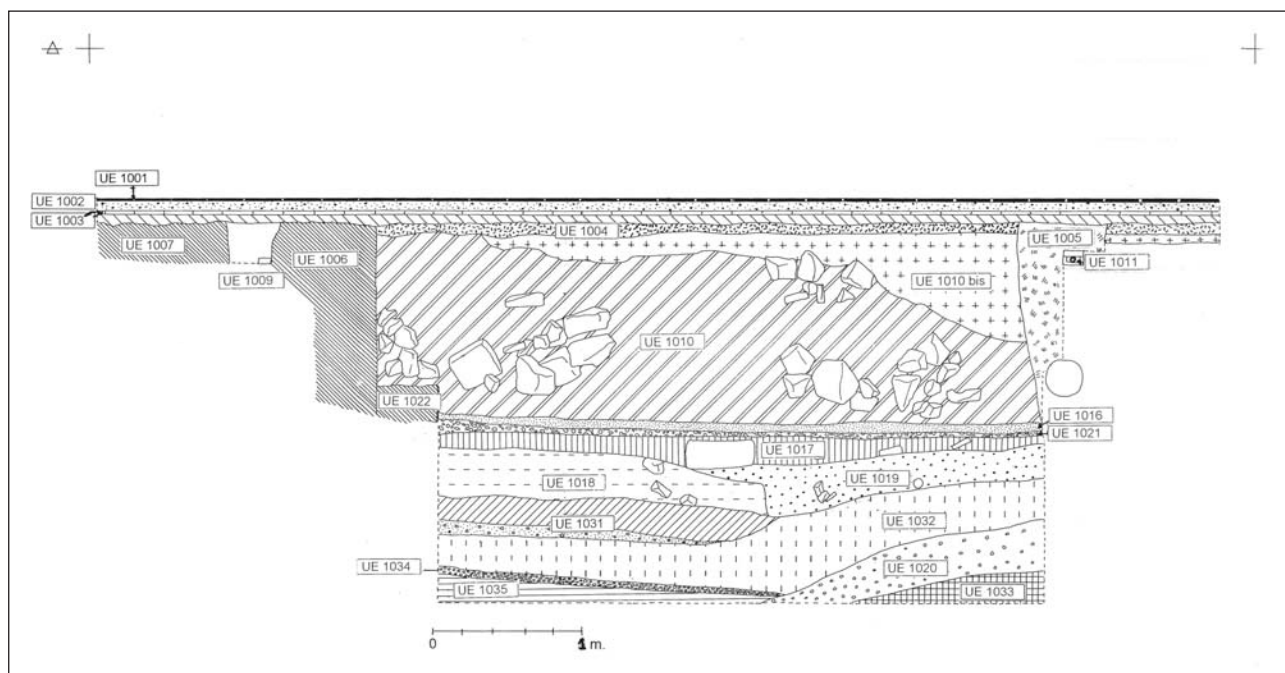 UE 1001
UE 1002
UE 1003
UE 1004
UE 1005
UE 1007
UE 1006
UE 1009
UE 1011
UE 1010 bis
UE 1010
UE 1022
UE 1016
UE 1021
UE 1017
UE 1018
UE 1019
UE 1031
UE 1032
UE 1034
UE 1020
UE 1035
UE 1033
0 1 m.